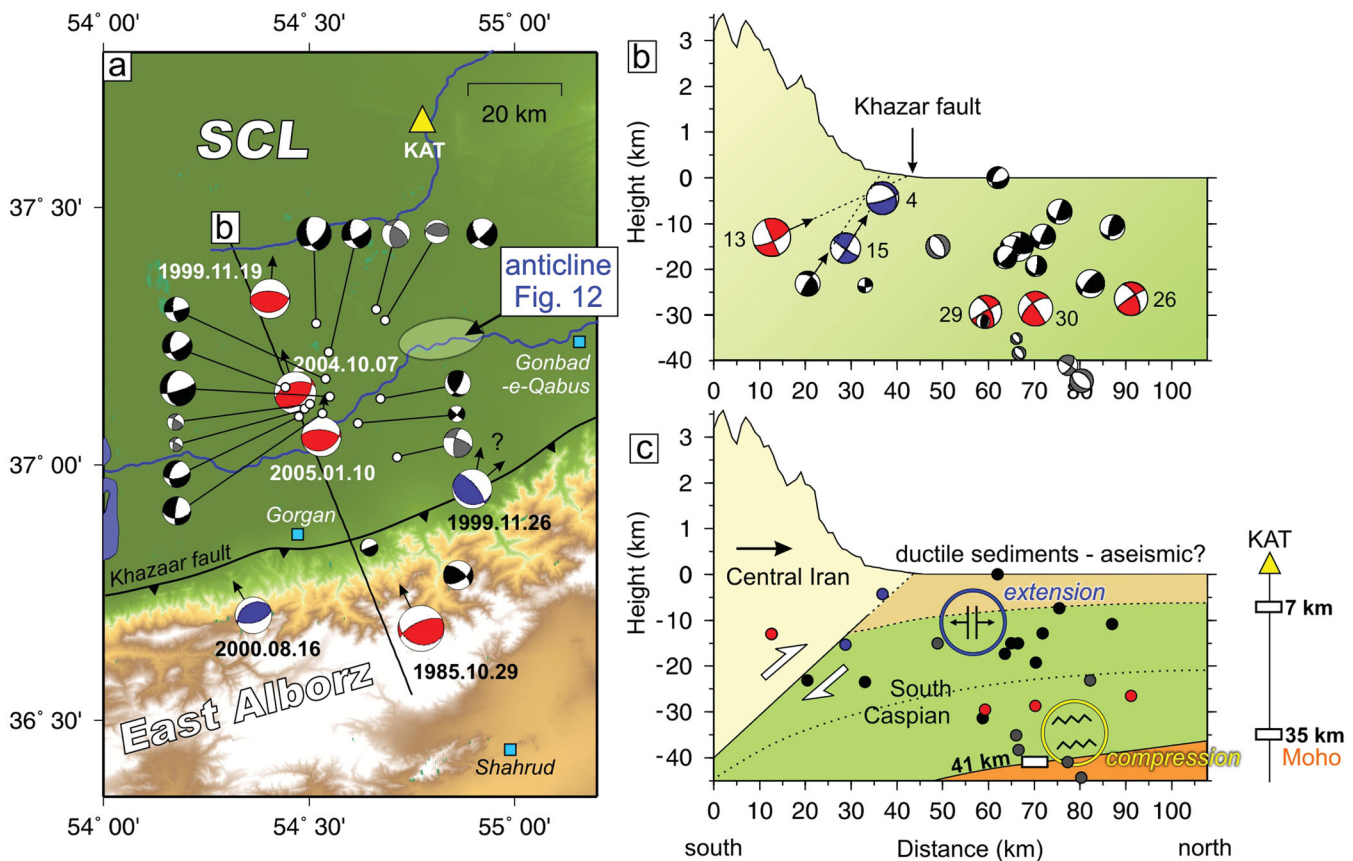 54° 00'
54° 30'
55° 00'
a
20 km
SCL
KAT
37° 30'
b
1999.11.19
anticline
Fig. 12
2004.10.07
Gonbad
-e-Qabus
37° 00'
?
2005.01.10
Gorgan
1999.11.26
Khazaar fault
2000.08.16
1985.10.29
East Alborz
36° 30'
Shahrud
54° 00'
54° 30'
55° 00'
b
Height (km)
3
2
1
0
-10
-20
-30
-40
Khazar fault
4
13
15
29
30
26
0 10 20 30 40 50 60 70 80 90 100
c
Height (km)
3
2
1
0
-10
-20
-30
-40
Central Iran
ductile sediments - aseismic?
extension
South
Caspian
41 km
compression
KAT
7 km
35 km
Moho
0 10 20 30 40 50 60 70 80 90 100
south
Distance (km)
north